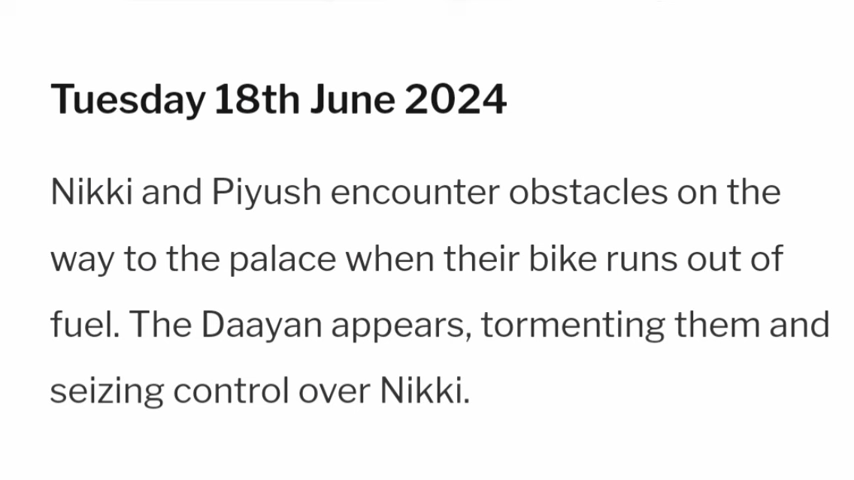 Tuesday 18th June 2024
Nikki and Piyush encounter obstacles on the
way to the palace when their bike runs out of
fuel. The Daayan appears, tormenting them and
seizing control over Nikki.